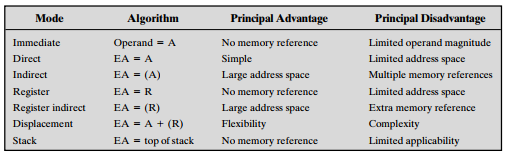 Mode Algorithm Principal Advantage Principal Disadvantage
Immediate Operand = A No memory reference Limited operand magnitude
Direct EA = A Simple Limited address space
Indirect EA = (A) Large address space Multiple memory references
Register EA = R No memory reference Limited address space
Register indirect EA = (R) Large address space Extra memory reference
Displacement EA = A + (R) Flexibility Complexity
Stack EA = top of stack No memory reference Limited applicability